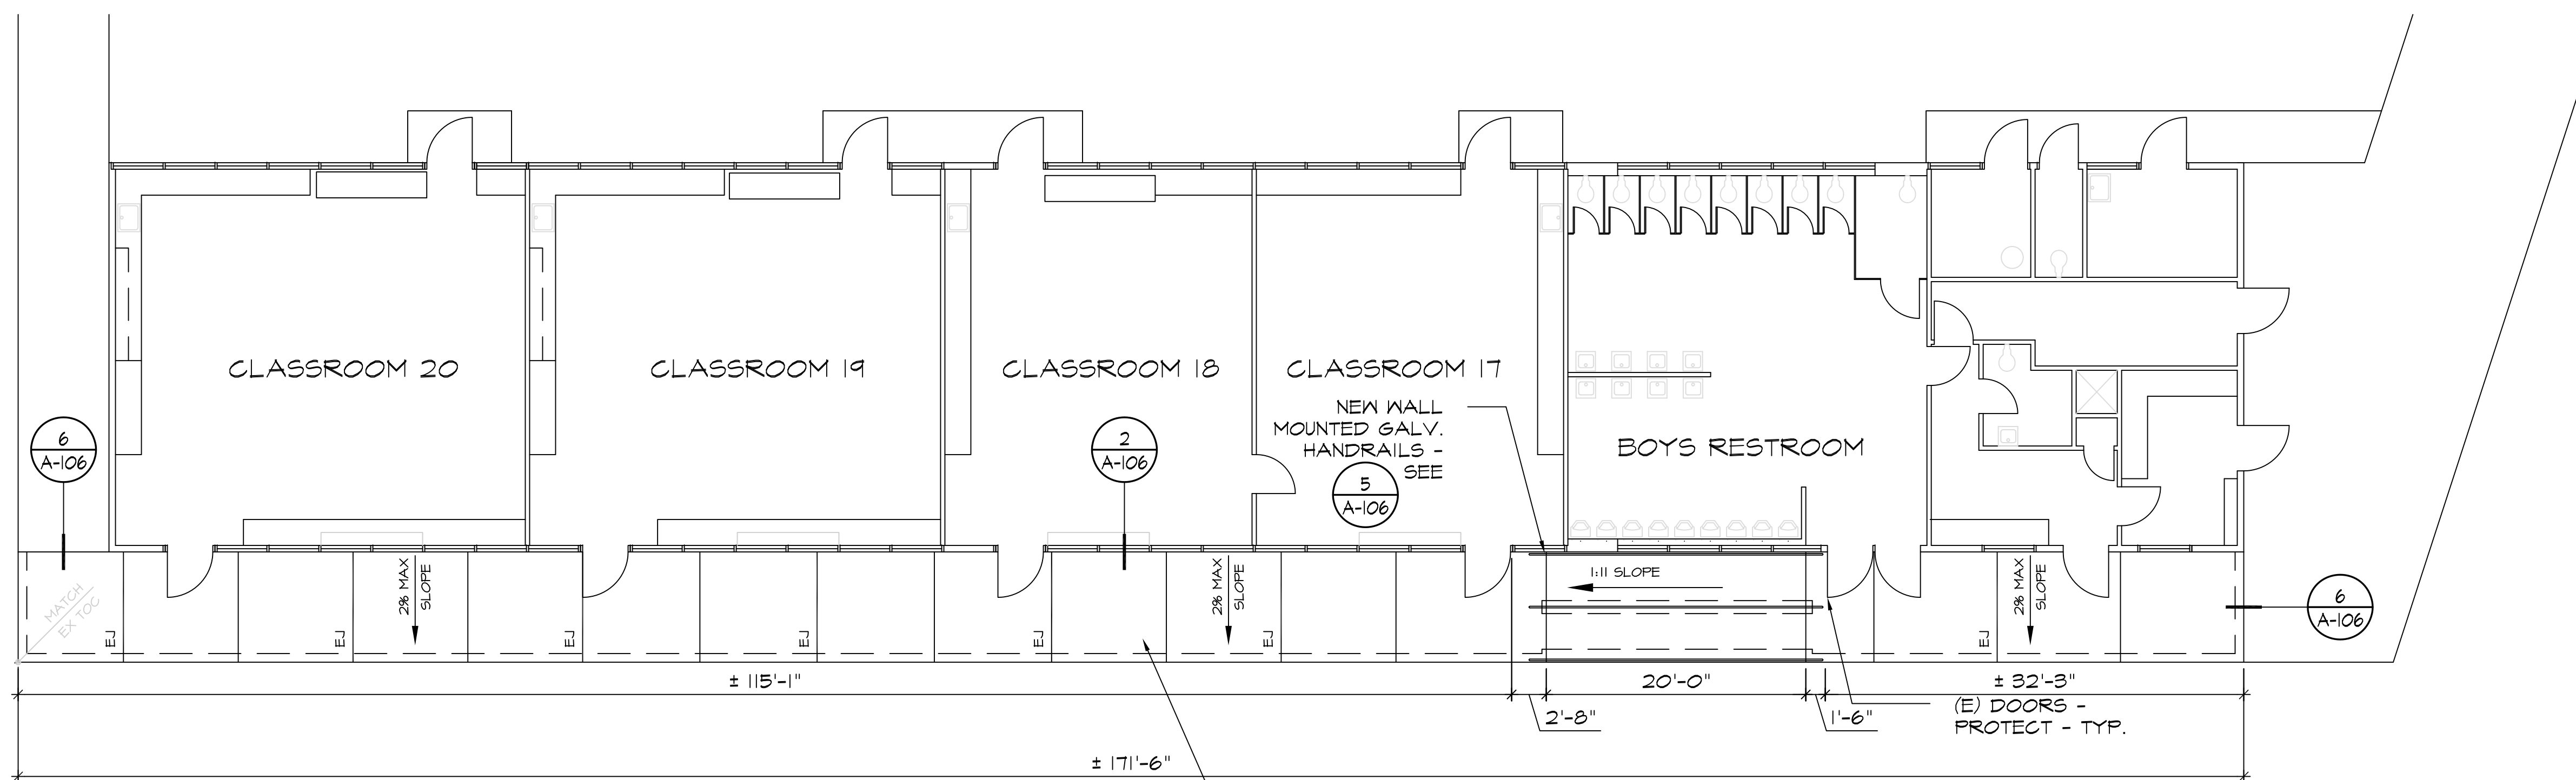 CLASSROOM 20
CLASSROOM 19
CLASSROOM 18
CLASSROOM 17
NEW WALL
MOUNTED GALV.
HANDRAILS -
SEE
5
A-106
BOYS RESTROOM
6
A-106
2
A-106
MATCH
EX TOC
EJ
EJ
2% MAX
SLOPE
EJ
EJ
EJ
2% MAX
SLOPE
EJ
1:11 SLOPE
EJ
2% MAX
SLOPE
6
A-106
± 115'-1"
20'-0"
± 32'-3"
2'-8"
1'-6"
(E) DOORS -
PROTECT - TYP.
± 171'-6"